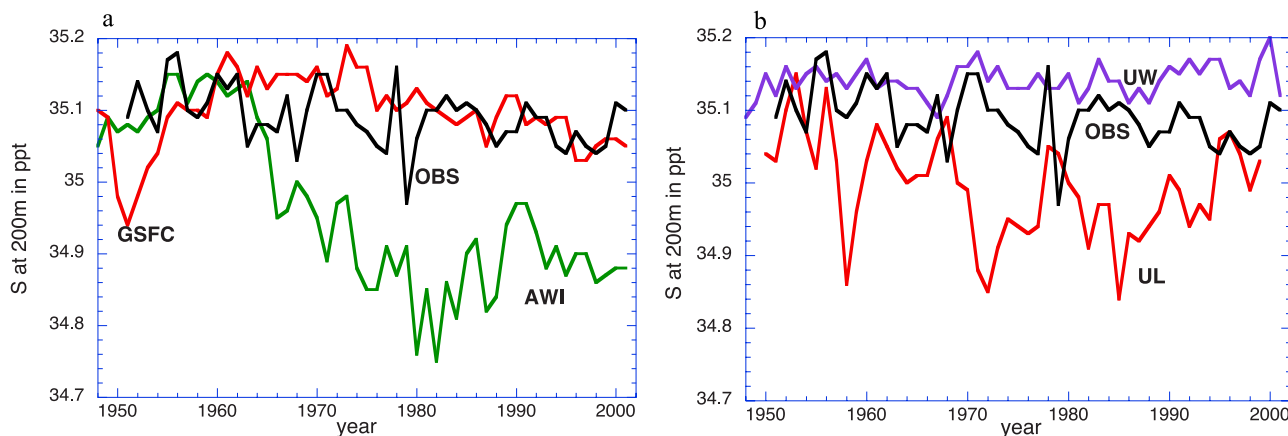 a
S at 200m in ppt
35.2
35.1
35
34.9
34.8
34.7
GSFC
OBS
AWI
1950 1960 1970 1980 1990 2000
year
b
S at 200m in ppt
35.2
35.1
35
34.9
34.8
34.7
UW
OBS
UL
1950 1960 1970 1980 1990 2000
year